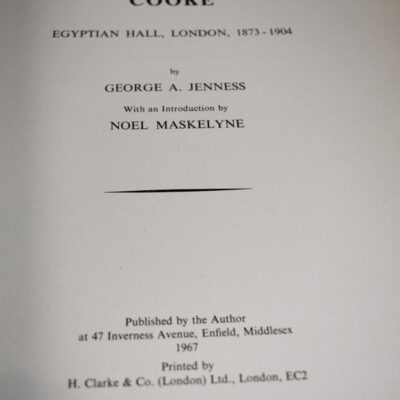 COOKE
EGYPTIAN HALL, LONDON, 1873-1904
by
GEORGE A. JENNESS
With an Introduction by
NOEL MASKELYNE
Published by the Author
at 47 Inverness Avenue, Enfield, Middlesex
1967
Printed by
H. Clarke & Co. (London) Ltd., London, EC2